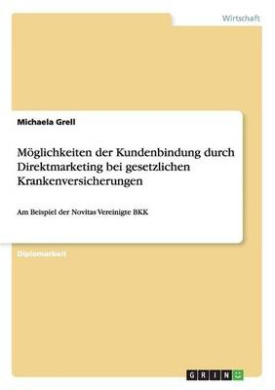 Wirtschaft
Michaela Grell
Möglichkeiten der Kundenbindung durch
Direktmarketing bei gesetzlichen
Krankenversicherungen
Am Beispiel der Novitas Vereinigte BKK
Diplomarbeit
GRIN